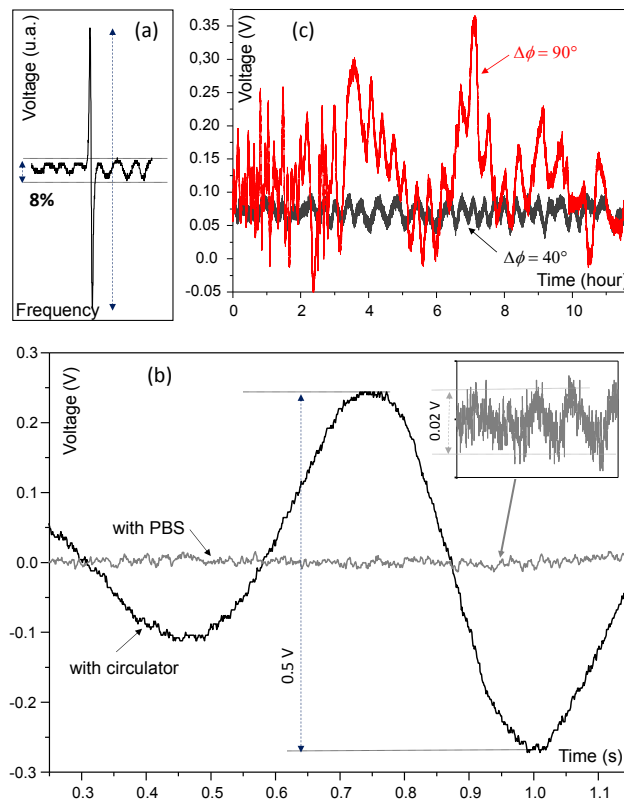 (a)
Voltage (u.a.)
8%
Frequency
(c)
Voltage (V)
0.35
0.30
0.25
0.20
0.15
0.10
0.05
0.0
-0.05
Δϕ = 90°
Δϕ = 40°
Time (hour)
0 2 4 6 8 10
(b)
Voltage (V)
0.3
0.2
0.1
0.0
-0.1
-0.2
-0.3
0.02 V
with PBS
with circulator
0.5 V
Time (s)
0.3 0.4 0.5 0.6 0.7 0.8 0.9 1.0 1.1